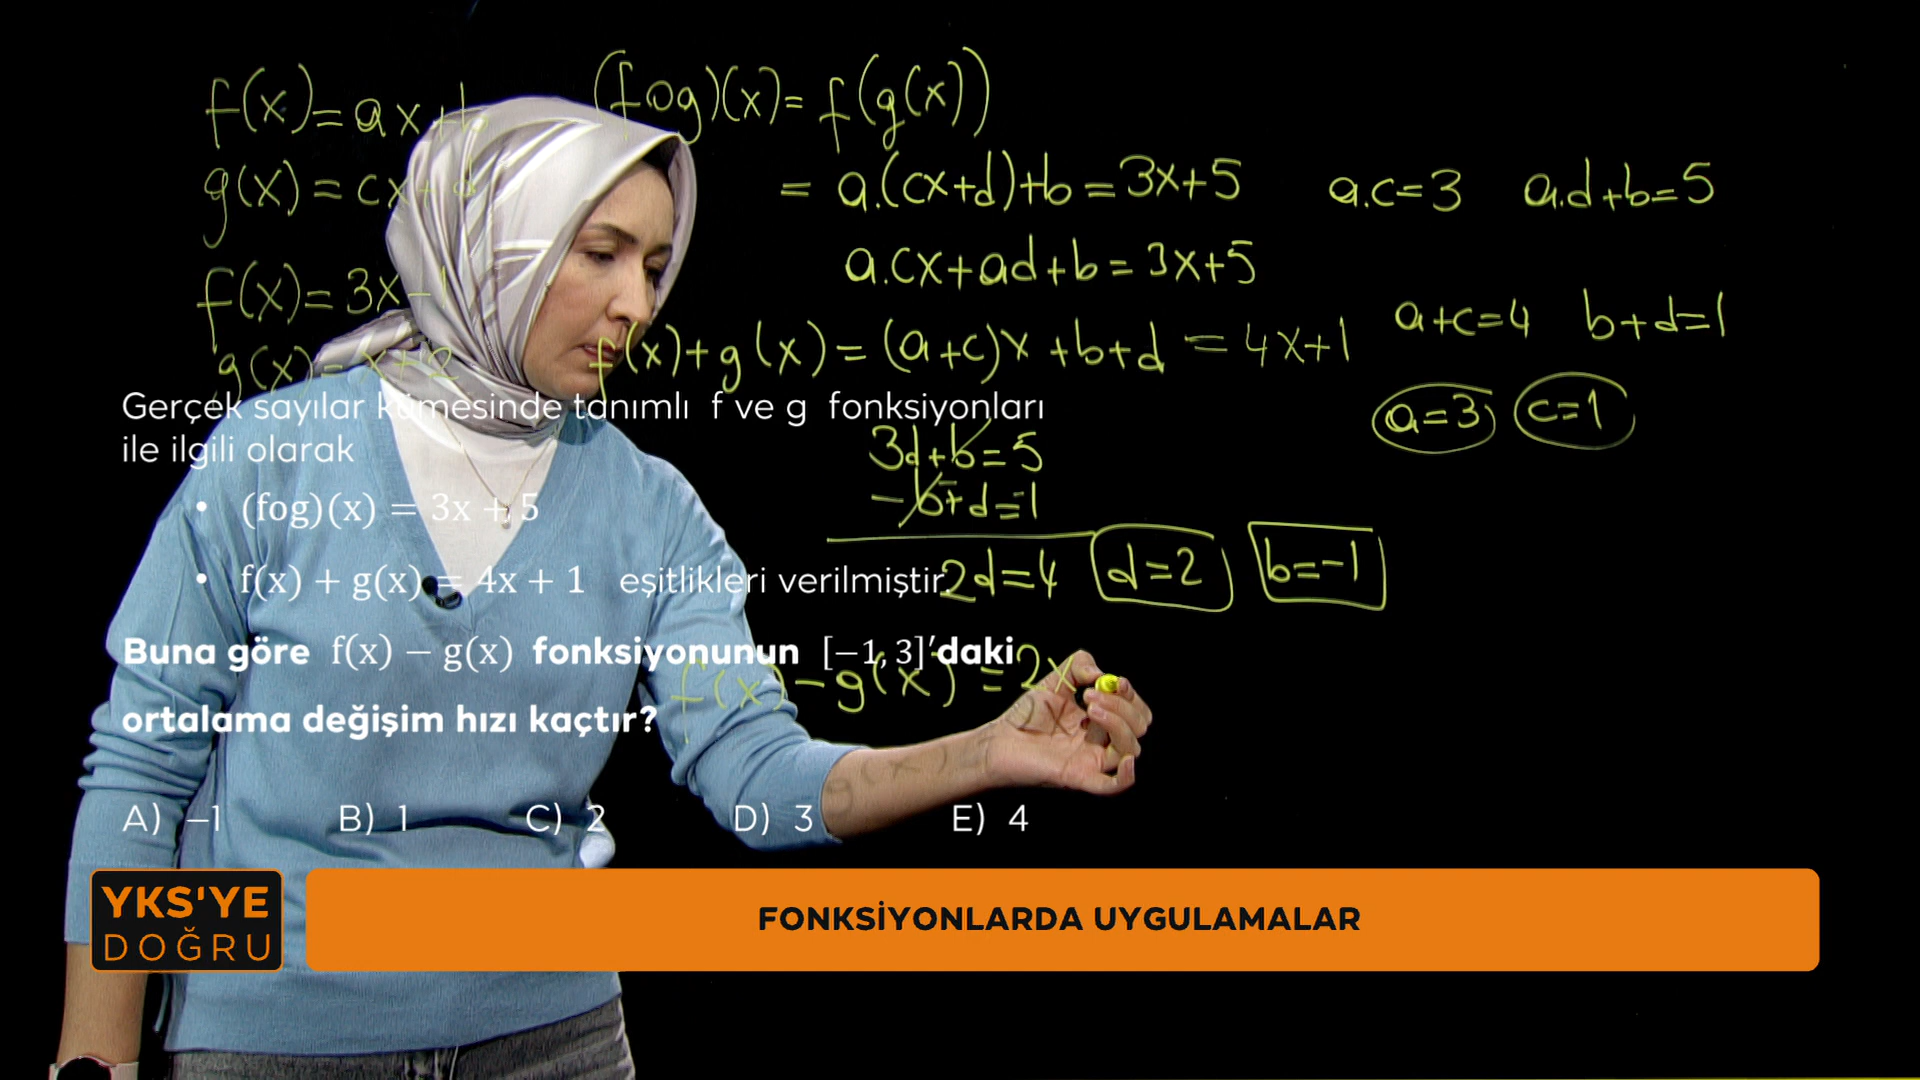 f(x) = ax + b
(fog)(x) = f(g(x))
g(x) = cx + d
= a.(cx+d)+b = 3x+5
a.c=3
a.d+b=5
a.cx+ad+b = 3x+5
f(x) = 3x-1
a+c=4
b+d=1
g(x) = x+2
f(x)+g(x) = (a+c)x+b+d = 4x+1
a=3
c=1
Gerçek sayılar kümesinde tanımlı f ve g fonksiyonları
ile ilgili olarak
3d+b=5
-b+d=1
• (fog)(x) = 3x + 5
2d=4
d=2
b=-1
• f(x) + g(x) = 4x + 1 eşitlikleri verilmiştir.
Buna göre f(x) − g(x) fonksiyonunun [−1, 3]′daki
f(x)-g(x) = 2x
ortalama değişim hızı kaçtır?
A) −1 B) 1 C) 2 D) 3 E) 4
YKS'YE
DOĞRU
FONKSİYONLARDA UYGULAMALAR